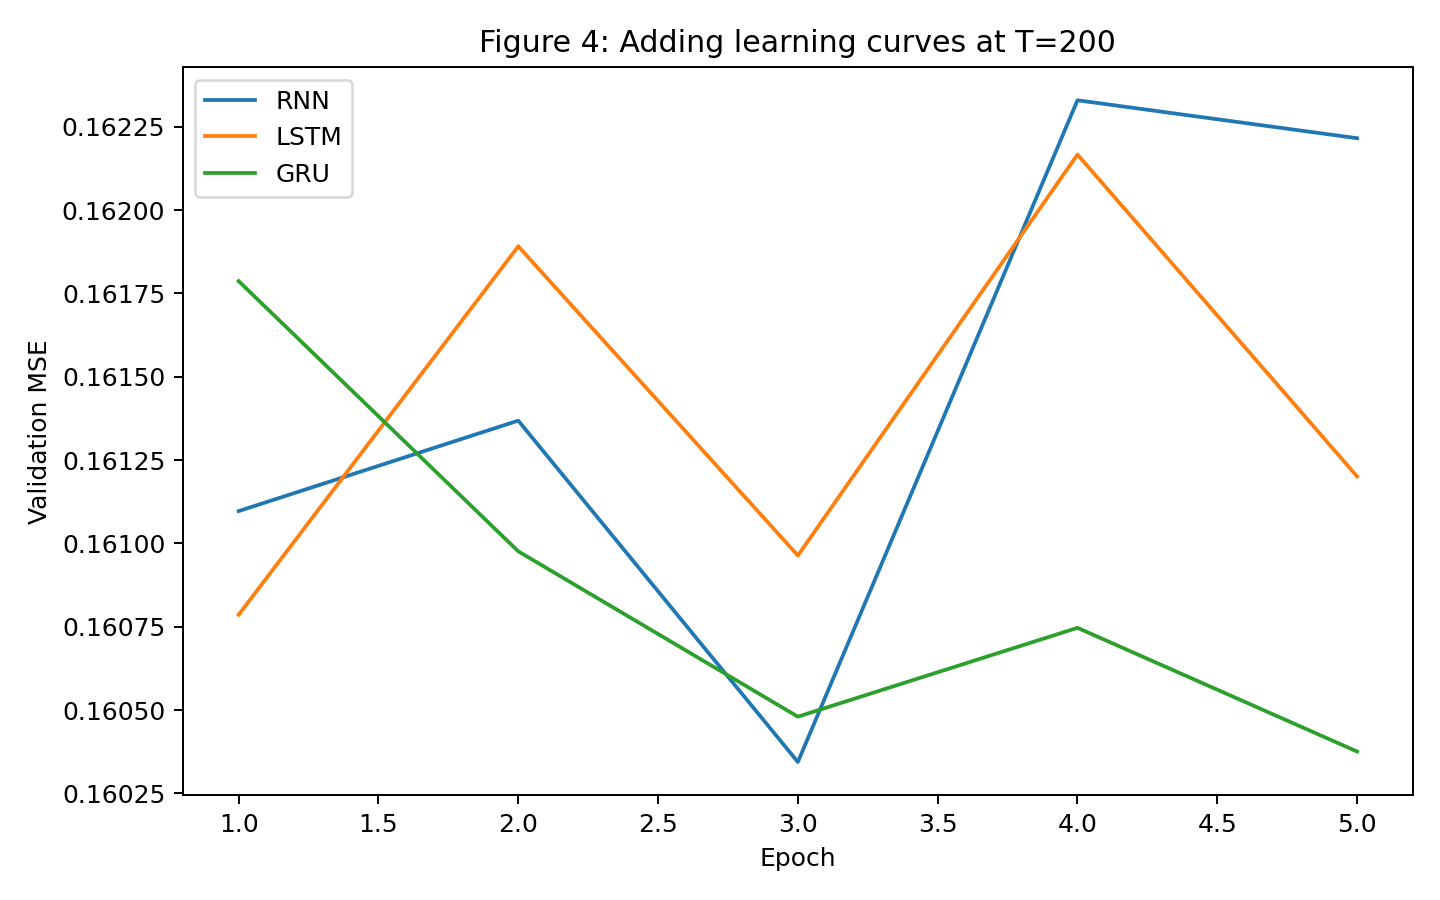 Figure 4: Adding learning curves at T=200
RNN
LSTM
GRU
Validation MSE
0.16225
0.16200
0.16175
0.16150
0.16125
0.16100
0.16075
0.16050
0.16025
1.0 1.5 2.0 2.5 3.0 3.5 4.0 4.5 5.0
Epoch